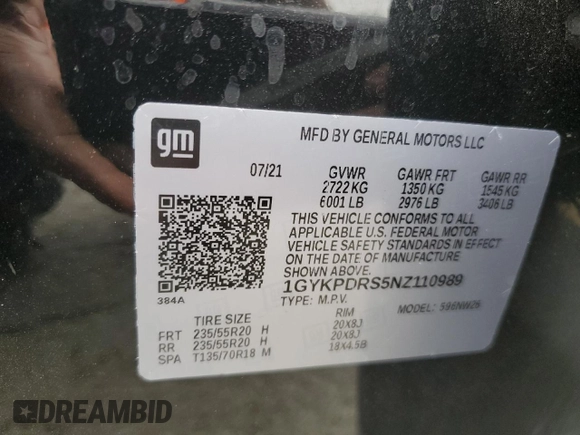 gm
MFD BY GENERAL MOTORS LLC
07/21 GVWR GAWR FRT GAWR RR
2722 KG 1350 KG 1545 KG
6001 LB 2976 LB 3406 LB
THIS VEHICLE CONFORMS TO ALL
APPLICABLE U.S. FEDERAL MOTOR
VEHICLE SAFETY STANDARDS IN EFFECT
ON THE DATE OF MANUFACTURE
SHOWN ABOVE.
1GYKPDRS5NZ110989
384A
TYPE: M.P.V. MODEL:
TIRE SIZE RIM
FRT 235/55R20 H 20X8J
RR 235/55R20 H 20X8J
SPA T135/70R18 M 18X4.5B
DREAMBID